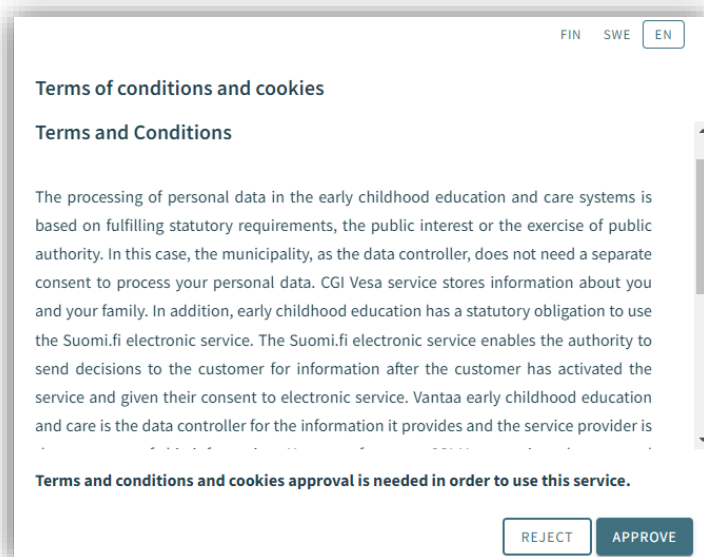 FIN SWE EN
Terms of conditions and cookies
Terms and Conditions
The processing of personal data in the early childhood education and care systems is
based on fulfilling statutory requirements, the public interest or the exercise of public
authority. In this case, the municipality, as the data controller, does not need a separate
consent to process your personal data. CGI Vesa service stores information about you
and your family. In addition, early childhood education has a statutory obligation to use
the Suomi.fi electronic service. The Suomi.fi electronic service enables the authority to
send decisions to the customer for information after the customer has activated the
service and given their consent to electronic service. Vantaa early childhood education
and care is the data controller for the information it provides and the service provider is
Terms and conditions and cookies approval is needed in order to use this service.
REJECT APPROVE